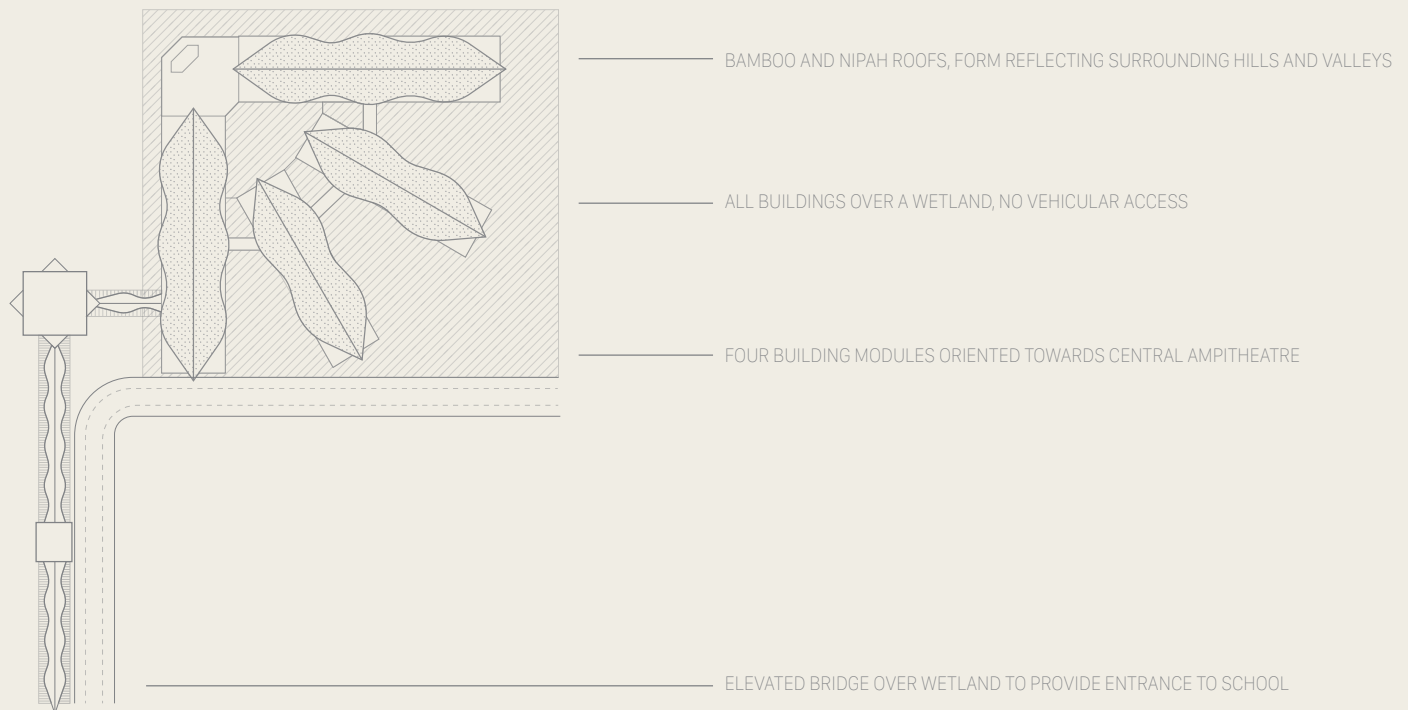 BAMBOO AND NIPAH ROOFS, FORM REFLECTING SURROUNDING HILLS AND VALLEYS
ALL BUILDINGS OVER A WETLAND, NO VEHICULAR ACCESS
FOUR BUILDING MODULES ORIENTED TOWARDS CENTRAL AMPITHEATRE
ELEVATED BRIDGE OVER WETLAND TO PROVIDE ENTRANCE TO SCHOOL